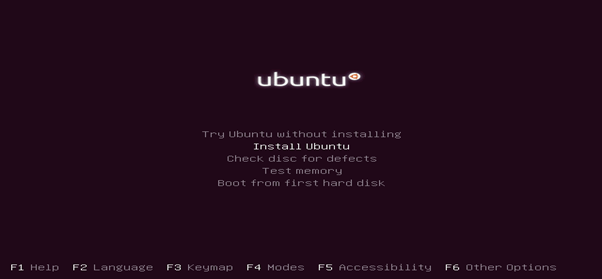 ubuntu
Try Ubuntu without installing
Install Ubuntu
Check disc for defects
Test memory
Boot from first hard disk
F1 Help F2 Language F3 Keymap F4 Modes F5 Accessibility F6 Other Options